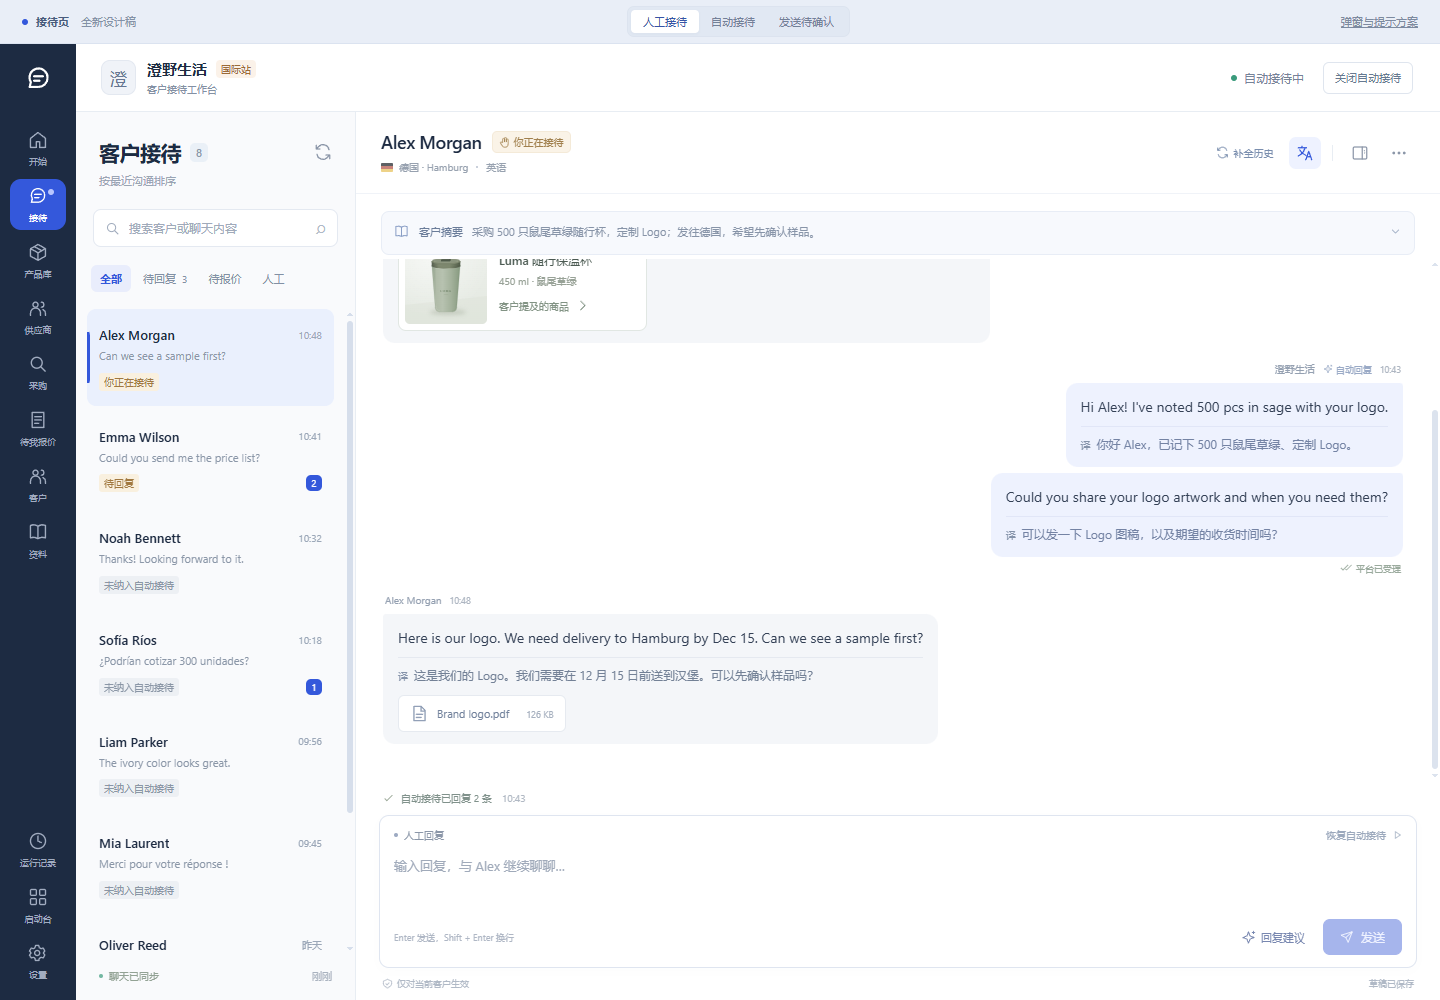 接待页 全新设计稿
人工接待 自动接待 发送待确认
弹窗与提示方案
澄
澄野生活 国际站
客户接待工作台
自动接待中
关闭自动接待
开始
接待
产品库
供应商
采购
待我报价
客户
资料
运行记录
启动台
设置
客户接待 8
按最近沟通排序
搜索客户或聊天内容
全部 待回复 3 待报价 人工
Alex Morgan 10:48
Can we see a sample first?
你正在接待
Emma Wilson 10:41
Could you send me the price list?
待回复 2
Noah Bennett 10:32
Thanks! Looking forward to it.
未纳入自动接待
Sofía Ríos 10:18
¿Podrían cotizar 300 unidades?
未纳入自动接待 1
Liam Parker 09:56
The ivory color looks great.
未纳入自动接待
Mia Laurent 09:45
Merci pour votre réponse !
未纳入自动接待
Oliver Reed 昨天
聊天已同步 刚刚
Alex Morgan 你正在接待
德国 · Hamburg · 英语
补全历史
客户摘要 采购 500 只鼠尾草绿随行杯，定制 Logo；发往德国，希望先确认样品。
Luma 随行保温杯
450 ml · 鼠尾草绿
客户提及的商品
澄野生活 自动回复 10:43
Hi Alex! I've noted 500 pcs in sage with your logo.
译 你好 Alex，已记下 500 只鼠尾草绿、定制 Logo。
Could you share your logo artwork and when you need them?
译 可以发一下 Logo 图稿，以及期望的收货时间吗？
平台已受理
Alex Morgan 10:48
Here is our logo. We need delivery to Hamburg by Dec 15. Can we see a sample first?
译 这是我们的 Logo。我们需要在 12 月 15 日前送到汉堡。可以先确认样品吗？
Brand logo.pdf 126 KB
自动接待已回复 2 条 10:43
人工回复
恢复自动接待
输入回复，与 Alex 继续聊聊...
Enter 发送，Shift + Enter 换行
回复建议
发送
仅对当前客户生效
草稿已保存